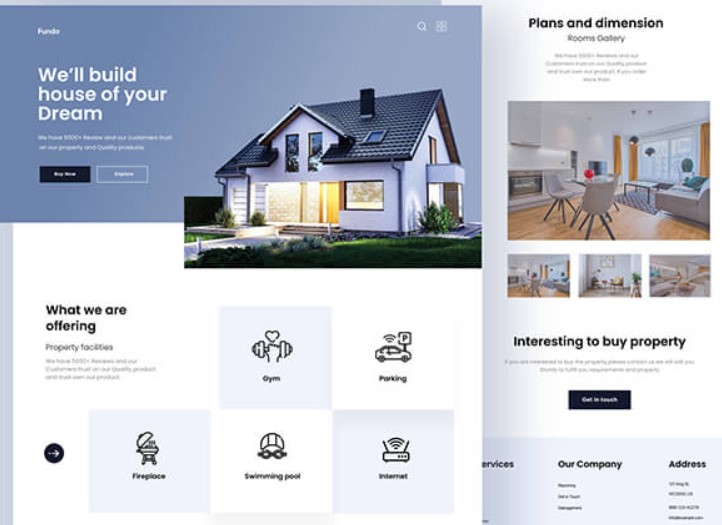 Fundo
We'll build
house of your
Dream
We have 5000+ Review and our customers trust
on our property and Quality products.
Buy Now
Explore
What we are
offering
Property facilities
We have 5000+ Reviews and our
Customers trust on our Quality product
and trust own our product.
Gym
Parking
P
Fireplace
Swimming pool
Internet
Plans and dimension
Rooms Gallery
We have 5000+ Reviews and our
Customers trust on our Quality product
and trust own our product. If you order
More than
Interesting to buy property
If you are interested to buy the property please contact us we will call you
Shortly to fulfil you requirements and property
Get in touch
ervices
Our Company
Reporting
Get in Touch
Management
Address